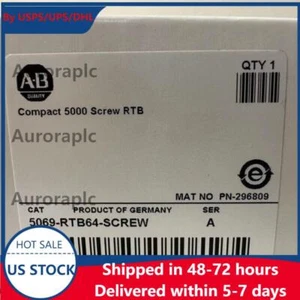 By USPS/UPS/DHL
QTY 1
A-B
QUALITY
Auroraplc
Compact 5000 Screw RTB
Auroraplc
MAT NO PN-296809
CAT PRODUCT OF GERMANY SER
5069-RTB64-SCREW A
HOT SALE
US STOCK
Shipped in 48-72 hours
Delivered within 5-7 days